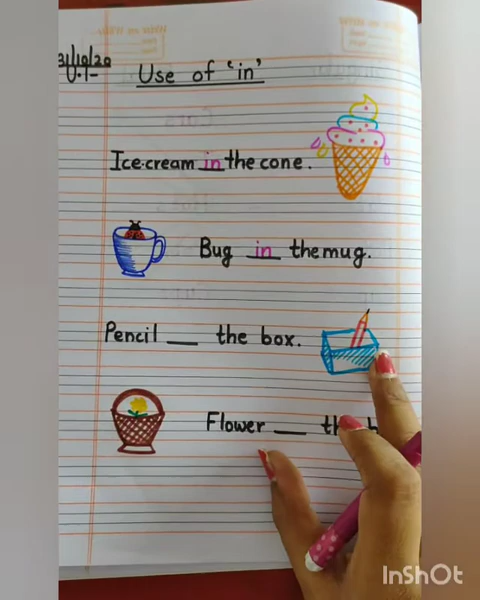 31/10/20
Use of 'in'
Ice-cream in the cone.
Bug in the mug.
Pencil __ the box.
Flower __
InShOt